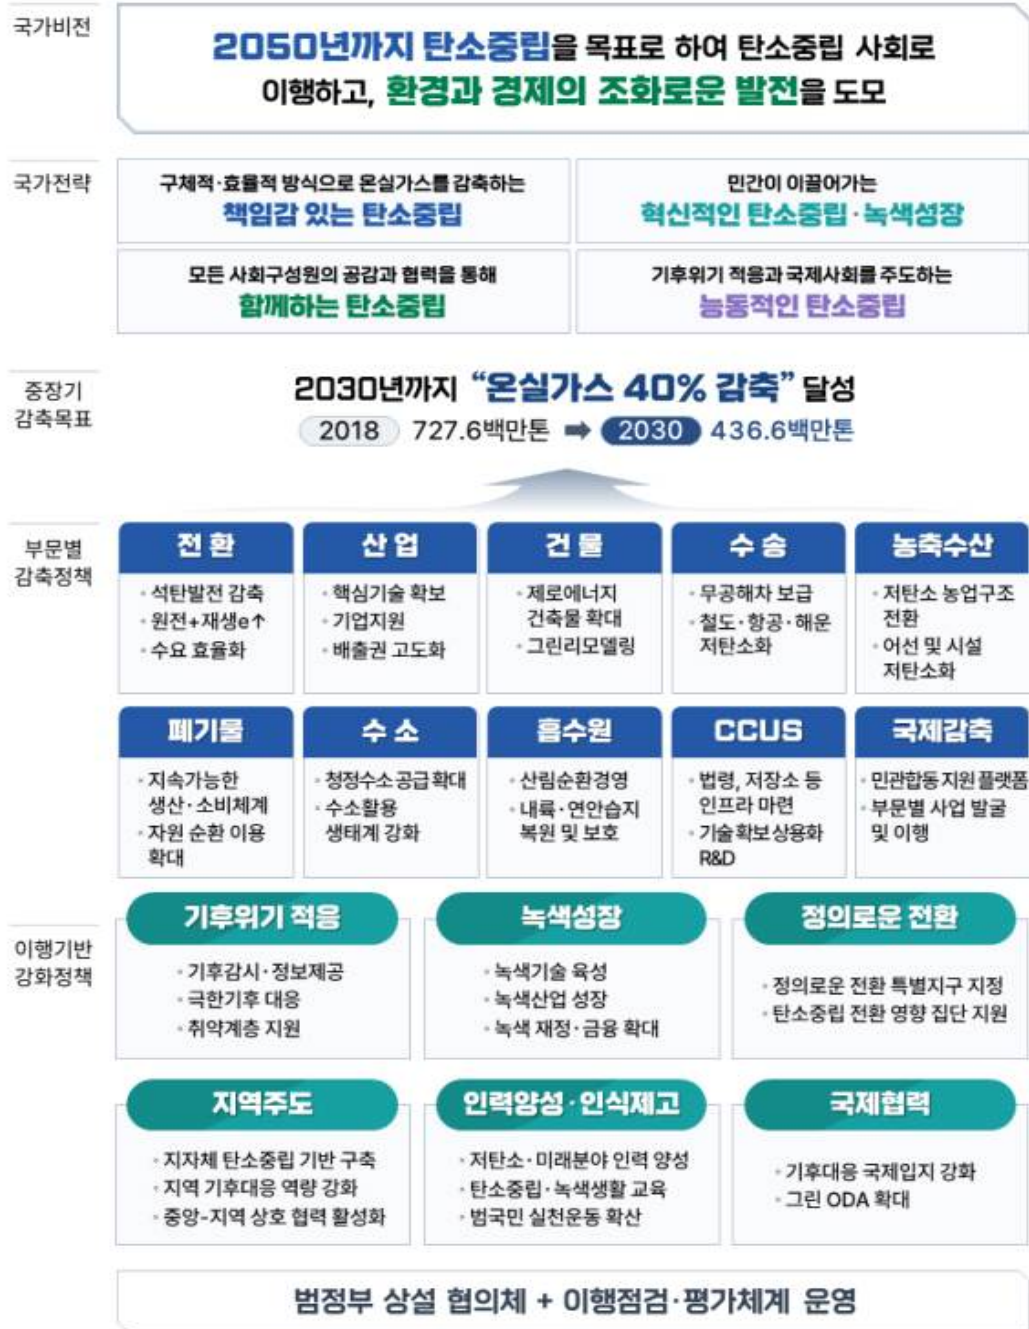 국가비전
2050년까지 탄소중립을 목표로 하여 탄소중립 사회로
이행하고, 환경과 경제의 조화로운 발전을 도모
국가전략
구체적·효율적 방식으로 온실가스를 감축하는
책임감 있는 탄소중립
민간이 이끌어가는
혁신적인 탄소중립·녹색성장
모든 사회구성원의 공감과 협력을 통해
함께하는 탄소중립
기후위기 적응과 국제사회를 주도하는
능동적인 탄소중립
중장기
감축목표
2030년까지 “온실가스 40% 감축” 달성
2018 727.6백만톤 ➡ 2030 436.6백만톤
부문별
감축정책
전 환
· 석탄발전 감축
· 원전+재생e↑
· 수요 효율화
산 업
· 핵심기술 확보
· 기업지원
· 배출권 고도화
건 물
· 제로에너지
건축물 확대
· 그린리모델링
수 송
· 무공해차 보급
· 철도·항공·해운
저탄소화
농축수산
· 저탄소 농업구조
전환
· 어선 및 시설
저탄소화
폐기물
· 지속가능한
생산·소비체계
· 자원 순환 이용
확대
수 소
· 청정수소 공급 확대
· 수소활용
생태계 강화
흡수원
· 산림순환경영
· 내륙·연안습지
복원 및 보호
CCUS
· 법령, 저장소 등
인프라 마련
· 기술 확보 상용화
R&D
국제감축
· 민관합동 지원 플랫폼
· 부문별 사업 발굴
및 이행
이행기반
강화정책
기후위기 적응
· 기후감시·정보제공
· 극한기후 대응
· 취약계층 지원
녹색성장
· 녹색기술 육성
· 녹색산업 성장
· 녹색 재정·금융 확대
정의로운 전환
· 정의로운 전환 특별지구 지정
· 탄소중립 전환 영향 집단 지원
지역주도
· 지자체 탄소중립 기반 구축
· 지역 기후대응 역량 강화
· 중앙-지역 상호 협력 활성화
인력양성·인식제고
· 저탄소·미래분야 인력 양성
· 탄소중립·녹색생활 교육
· 범국민 실천운동 확산
국제협력
· 기후대응 국제입지 강화
· 그린 ODA 확대
범정부 상설 협의체 + 이행점검·평가체계 운영